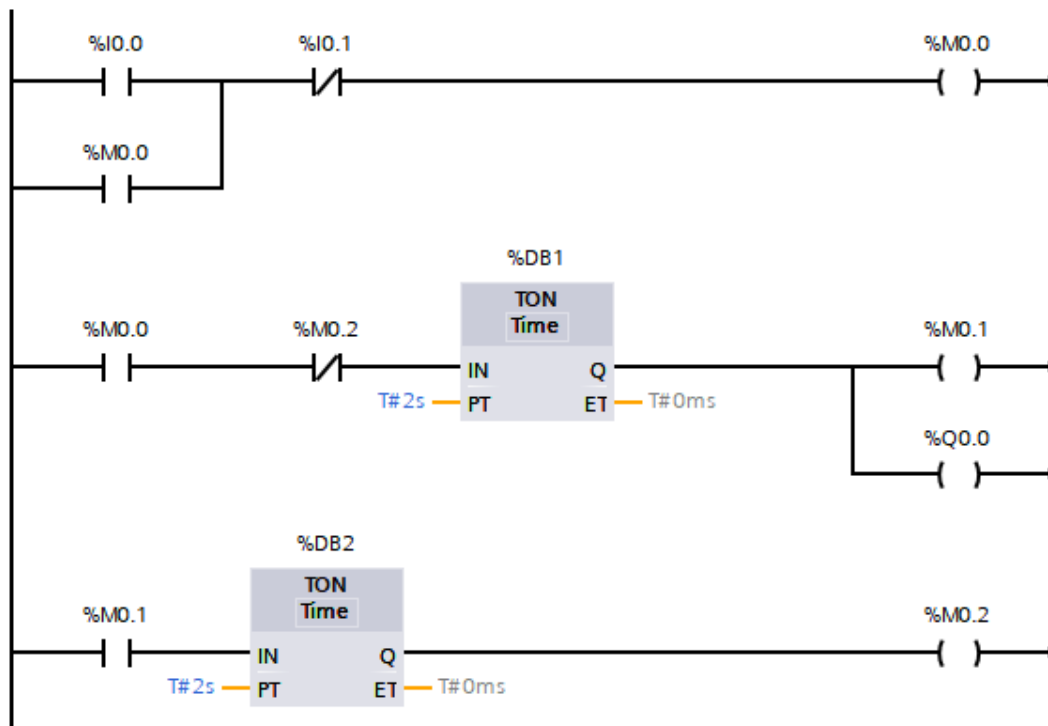 %I0.0 %I0.1 %M0.0
%M0.0
%DB1
TON
Time
%M0.0 %M0.2 %M0.1
IN Q
T#2s PT ET T#0ms
%Q0.0
%DB2
TON
Time
%M0.1 %M0.2
IN Q
T#2s PT ET T#0ms